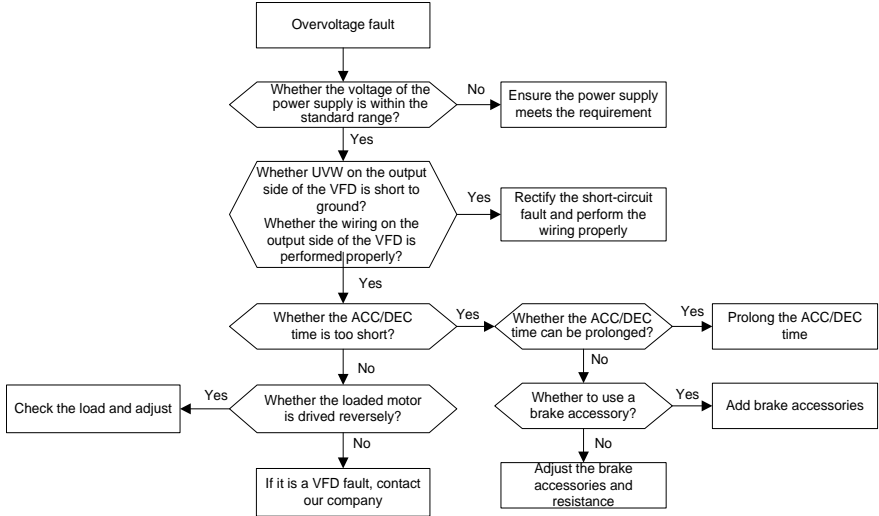 Overvoltage fault
Whether the voltage of the
power supply is within the
standard range?
No
Ensure the power supply
meets the requirement
Yes
Whether UVW on the output
side of the VFD is short to
ground?
Whether the wiring on the
output side of the VFD is
performed properly?
Yes
Rectify the short-circuit
fault and perform the
wiring properly
Yes
Whether the ACC/DEC
time is too short?
Yes
Whether the ACC/DEC
time can be prolonged?
Yes
Prolong the ACC/DEC
time
No
No
Check the load and adjust
Yes
Whether the loaded motor
is drived reversely?
Whether to use a
brake accessory?
Yes
Add brake accessories
No
No
If it is a VFD fault, contact
our company
Adjust the brake
accessories and
resistance